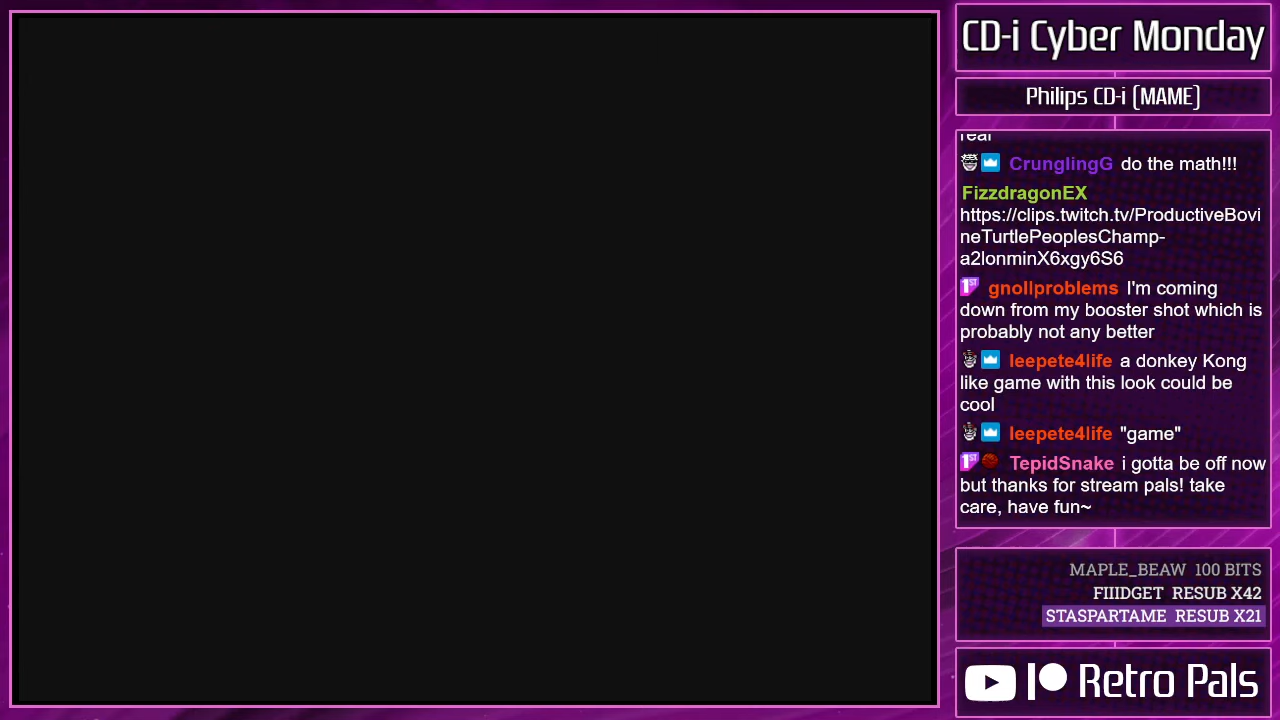 CD-i Cyber Monday
Philips CD-i [MAME]
real
CrunglingG do the math!!!
FizzdragonEX
https://clips.twitch.tv/ProductiveBovi
neTurtlePeoplesChamp-
a2lonminX6xgy6S6
1ST gnollproblems I'm coming
down from my booster shot which is
probably not any better
leepete4life a donkey Kong
like game with this look could be
cool
leepete4life "game"
1ST TepidSnake i gotta be off now
but thanks for stream pals! take
care, have fun~
MAPLE_BEAW 100 BITS
FIIIDGET RESUB X42
STASPARTAME RESUB X21
Retro Pals